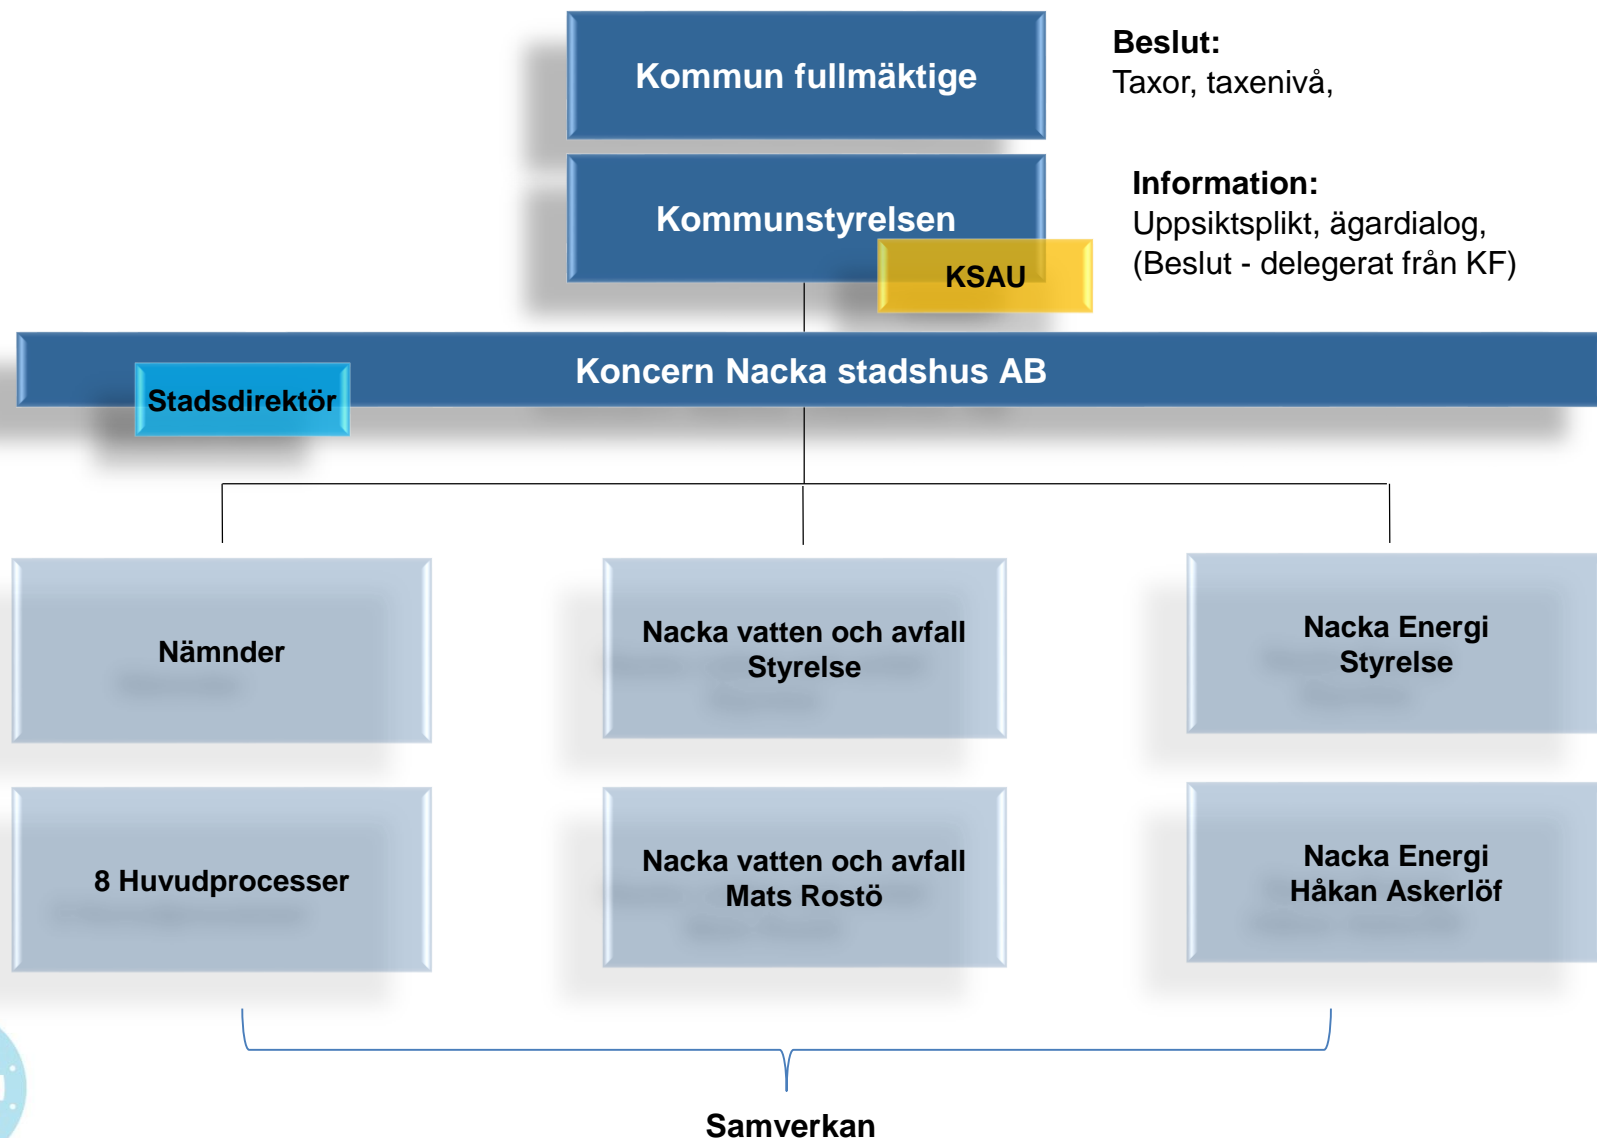 Kommun fullmäktige
Beslut:
Taxor, taxenivå,
Kommunstyrelsen
KSAU
Information:
Uppsiktsplikt, ägardialog,
(Beslut - delegerat från KF)
Koncern Nacka stadshus AB
Stadsdirektör
Nämnder
Nacka vatten och avfall
Styrelse
Nacka Energi
Styrelse
8 Huvudprocesser
Nacka vatten och avfall
Mats Rostö
Nacka Energi
Håkan Askerlöf
Samverkan